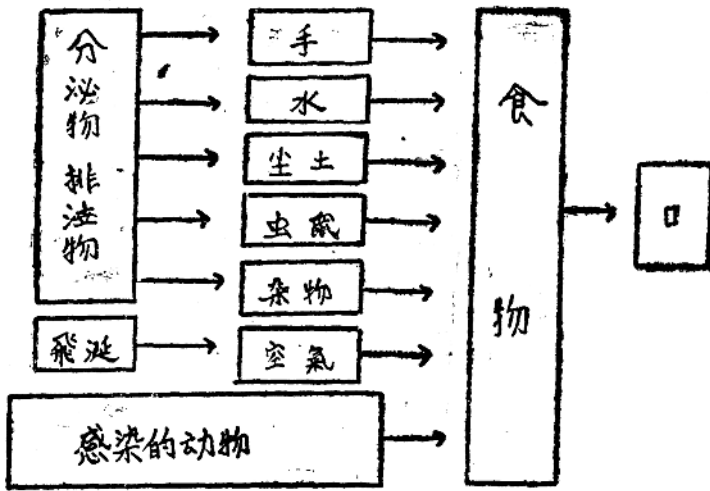 分泌物 排泄物
手
水
尘土
虫鼠
杂物
飛涎
空氣
感染的动物
食物
口